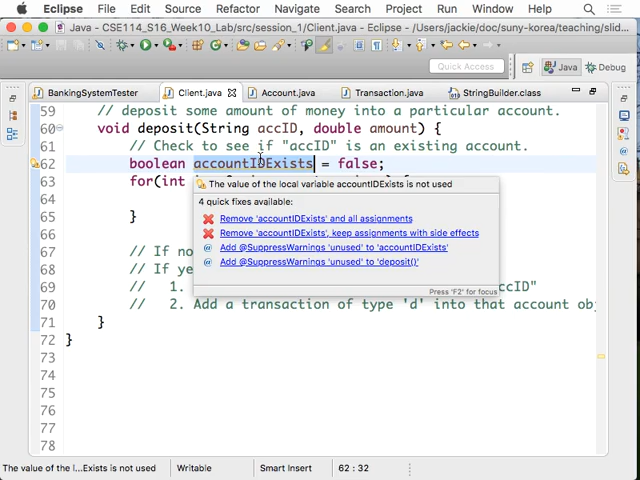 Eclipse File Edit Source Refactor Navigate Search Project Run Window
Java - CSE114_S16_Week10_Lab/src/session_1/Client.java - Eclipse - /Users/jackie/doc/suny-korea/teaching/slid
Quick Access
Java Debug
BankingSystemTester Client.java Account.java Transaction.java StringBuilder.class
59 // deposit some amount of money into a particular account.
60 void deposit(String accID, double amount) {
61 // Check to see if "accID" is an existing account.
62 boolean accountIDExists = false;
63 for(int
The value of the local variable accountIDExists is not used
4 quick fixes available:
Remove 'accountIDExists' and all assignments
Remove 'accountIDExists', keep assignments with side effects
Add @SuppressWarnings 'unused' to 'accountIDExists'
Add @SuppressWarnings 'unused' to 'deposit()'
Press 'F2' for focus
66 }
67
68 // If no
69 // If ye
69 // 1. ccID"
70 // 2. Add a transaction of type 'd' into that account obj
71 }
72 }
73
74
75
76
77
78
The value of the l...Exists is not used Writable Smart Insert 62 : 32